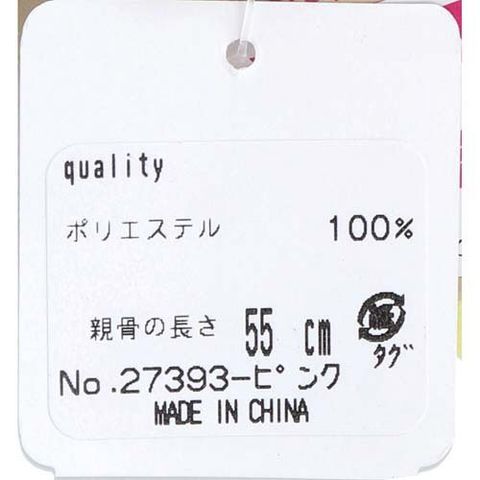 quality
ポリエステル 100%
親骨の長さ 55 cm
タグ
No.27393-ピンク
MADE IN CHINA